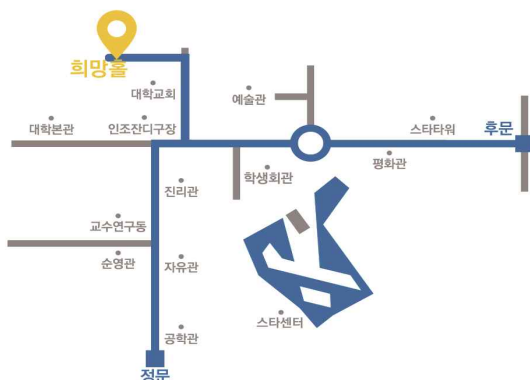 희망홀
대학교회
예술관
대학본관
인조잔디구장
스타타워
후문
평화관
학생회관
진리관
교수연구동
순영관
자유관
스타센터
공학관
정문